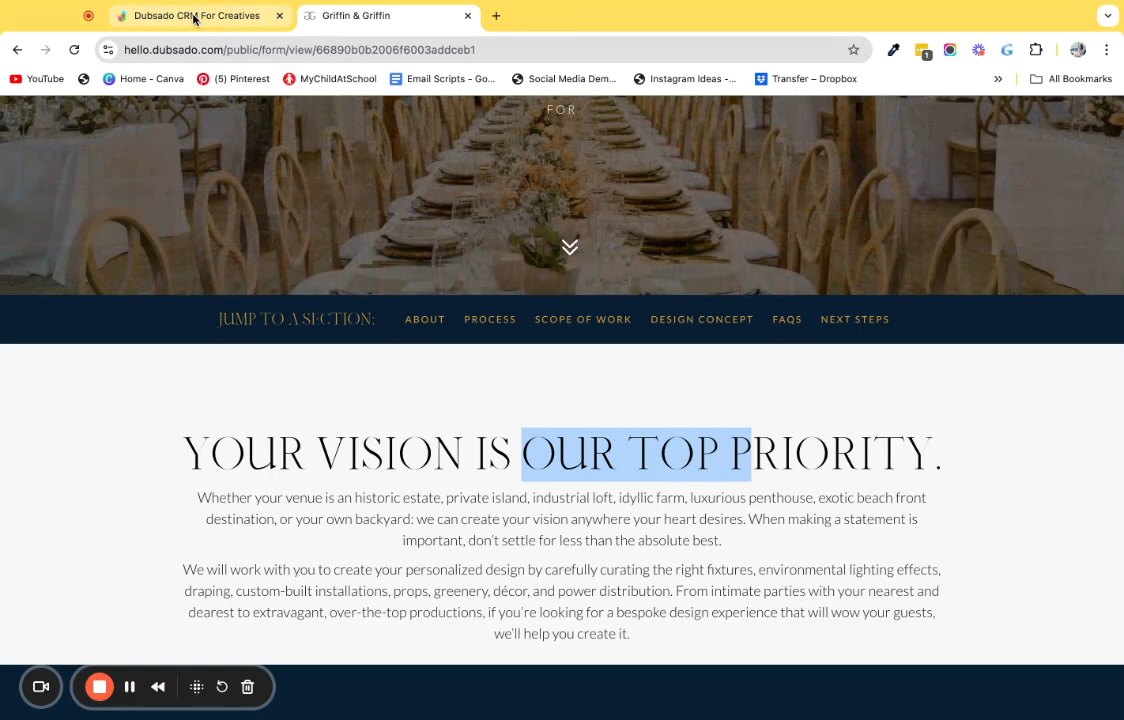 Dubsado CRM For Creatives
Griffin & Griffin
hello.dubsado.com/public/form/view/66890b0b2006f6003addceb1
1
YouTube
Home - Canva
(5) Pinterest
MyChildAtSchool
Email Scripts - Go...
Social Media Dem...
Instagram Ideas -...
Transfer – Dropbox
»
All Bookmarks
FOR
JUMP TO A SECTION:
ABOUT
PROCESS
SCOPE OF WORK
DESIGN CONCEPT
FAQS
NEXT STEPS
YOUR VISION IS OUR TOP PRIORITY.
Whether your venue is an historic estate, private island, industrial loft, idyllic farm, luxurious penthouse, exotic beach front
destination, or your own backyard: we can create your vision anywhere your heart desires. When making a statement is
important, don't settle for less than the absolute best.
We will work with you to create your personalized design by carefully curating the right fixtures, environmental lighting effects,
draping, custom-built installations, props, greenery, décor, and power distribution. From intimate parties with your nearest and
dearest to extravagant, over-the-top productions, if you're looking for a bespoke design experience that will wow your guests,
we'll help you create it.